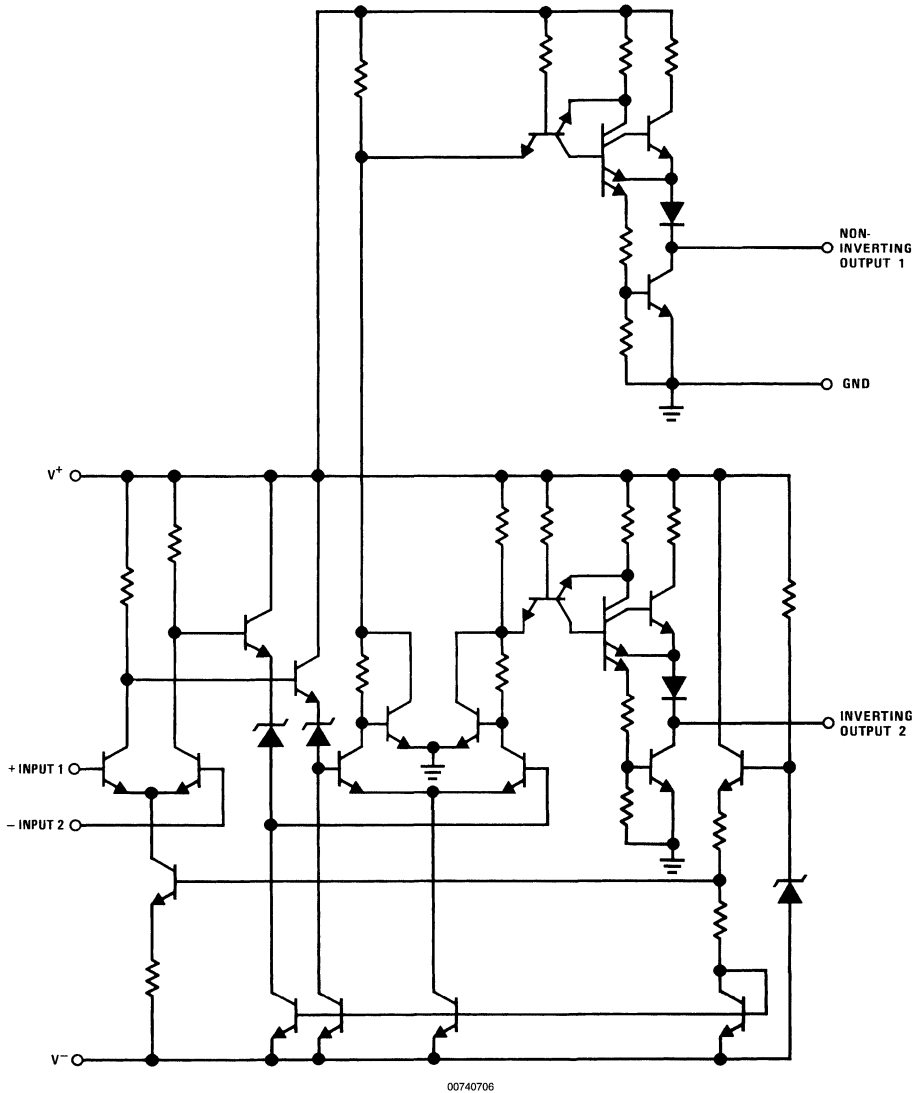 NON-
INVERTING
OUTPUT 1
GND
V+
INVERTING
OUTPUT 2
+ INPUT 1
− INPUT 2
V−
00740706